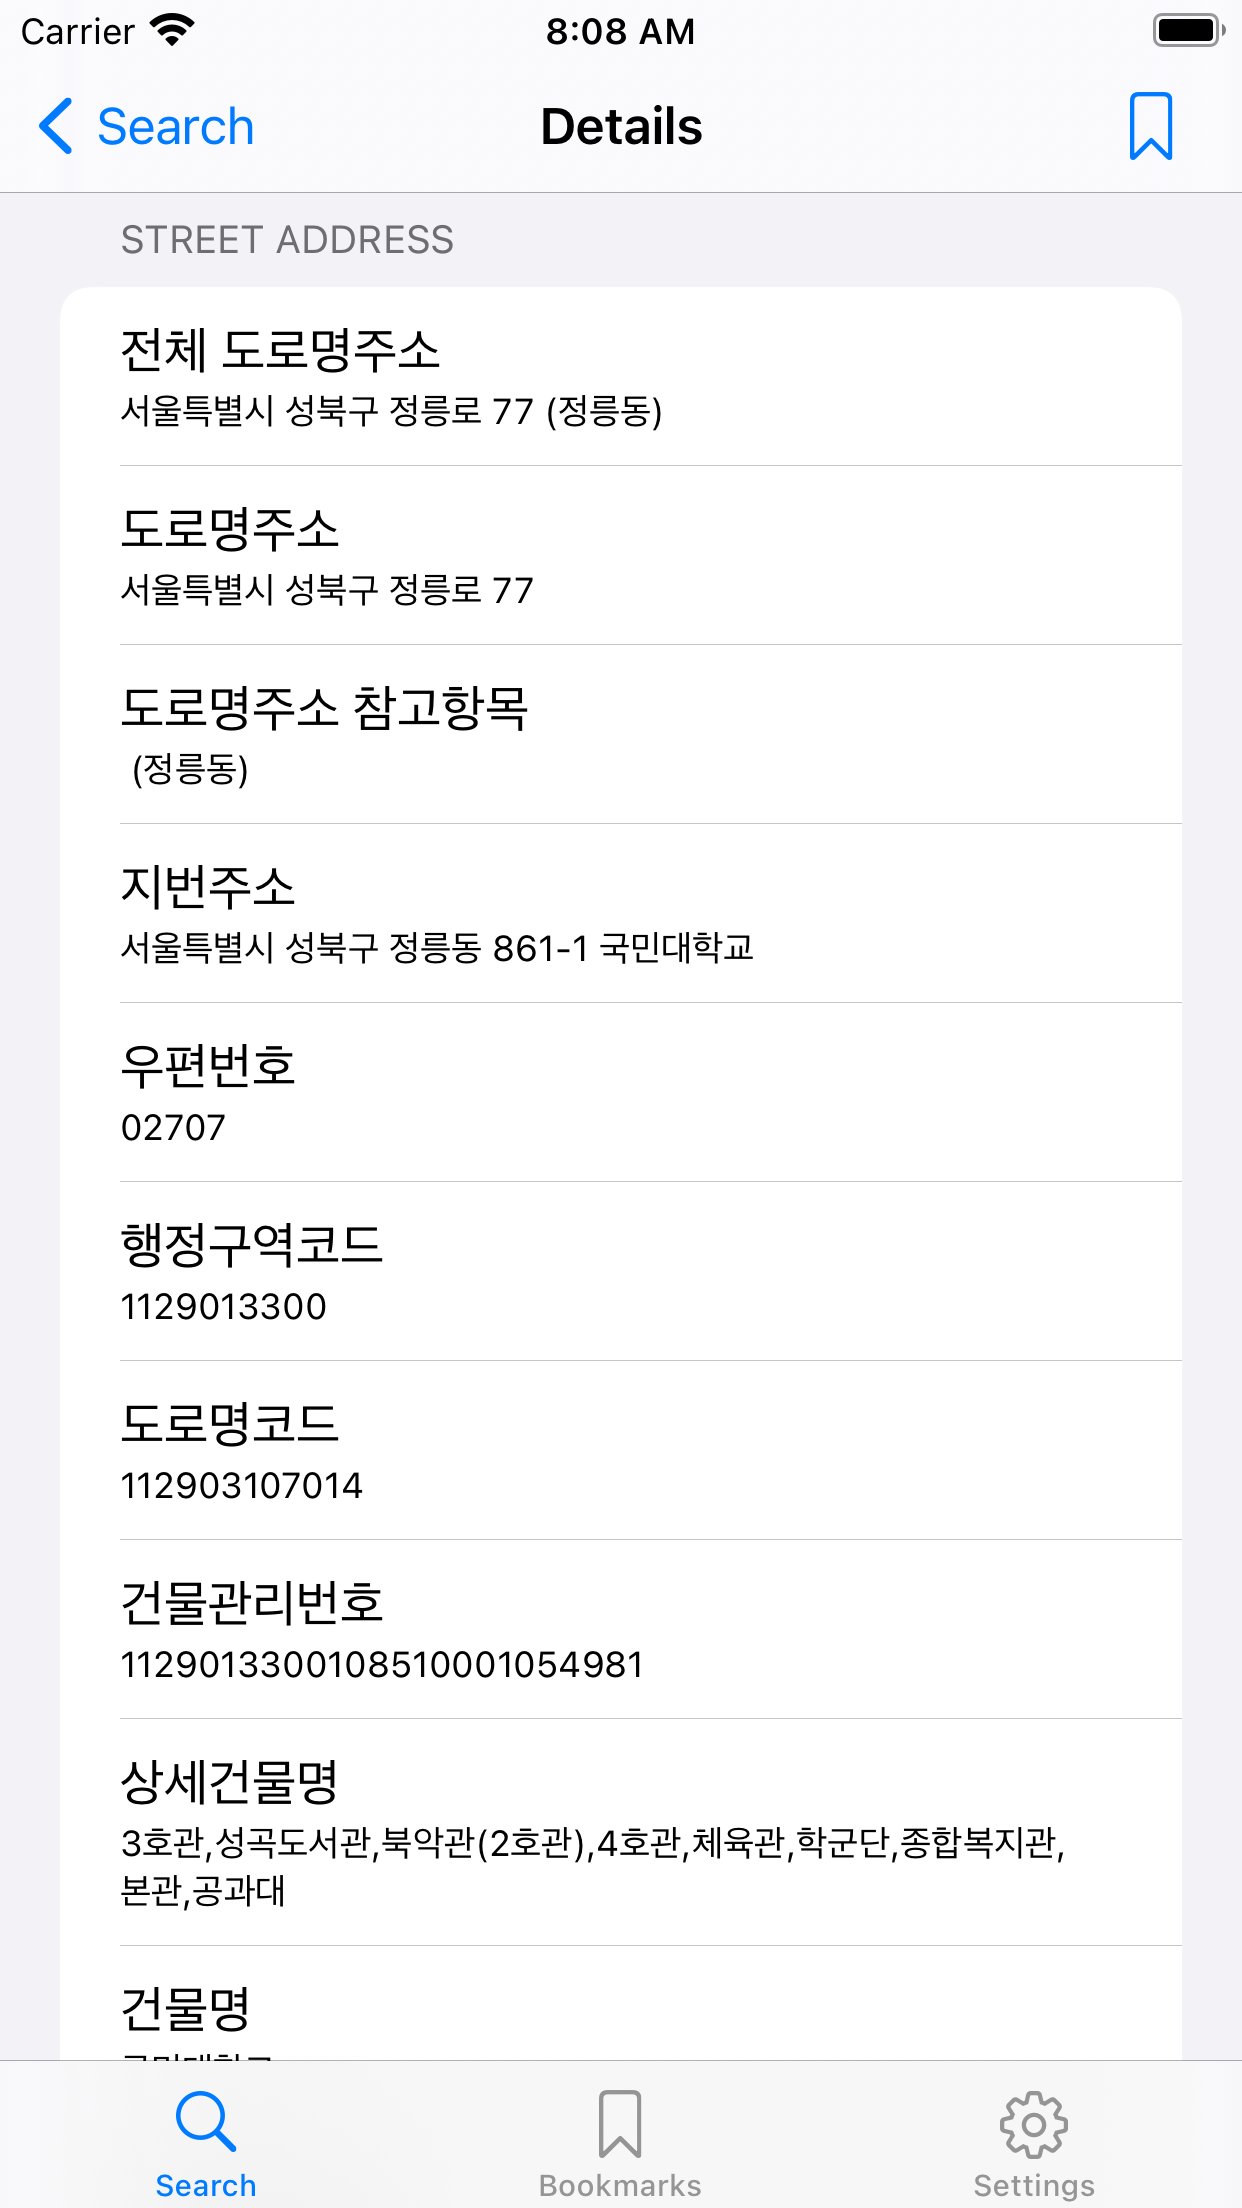 Carrier 8:08 AM
Search Details
STREET ADDRESS
전체 도로명주소
서울특별시 성북구 정릉로 77 (정릉동)
도로명주소
서울특별시 성북구 정릉로 77
도로명주소 참고항목
(정릉동)
지번주소
서울특별시 성북구 정릉동 861-1 국민대학교
우편번호
02707
행정구역코드
1129013300
도로명코드
112903107014
건물관리번호
1129013300108510001054981
상세건물명
3호관,성곡도서관,북악관(2호관),4호관,체육관,학군단,종합복지관,
본관,공과대
건물명
Search Bookmarks Settings